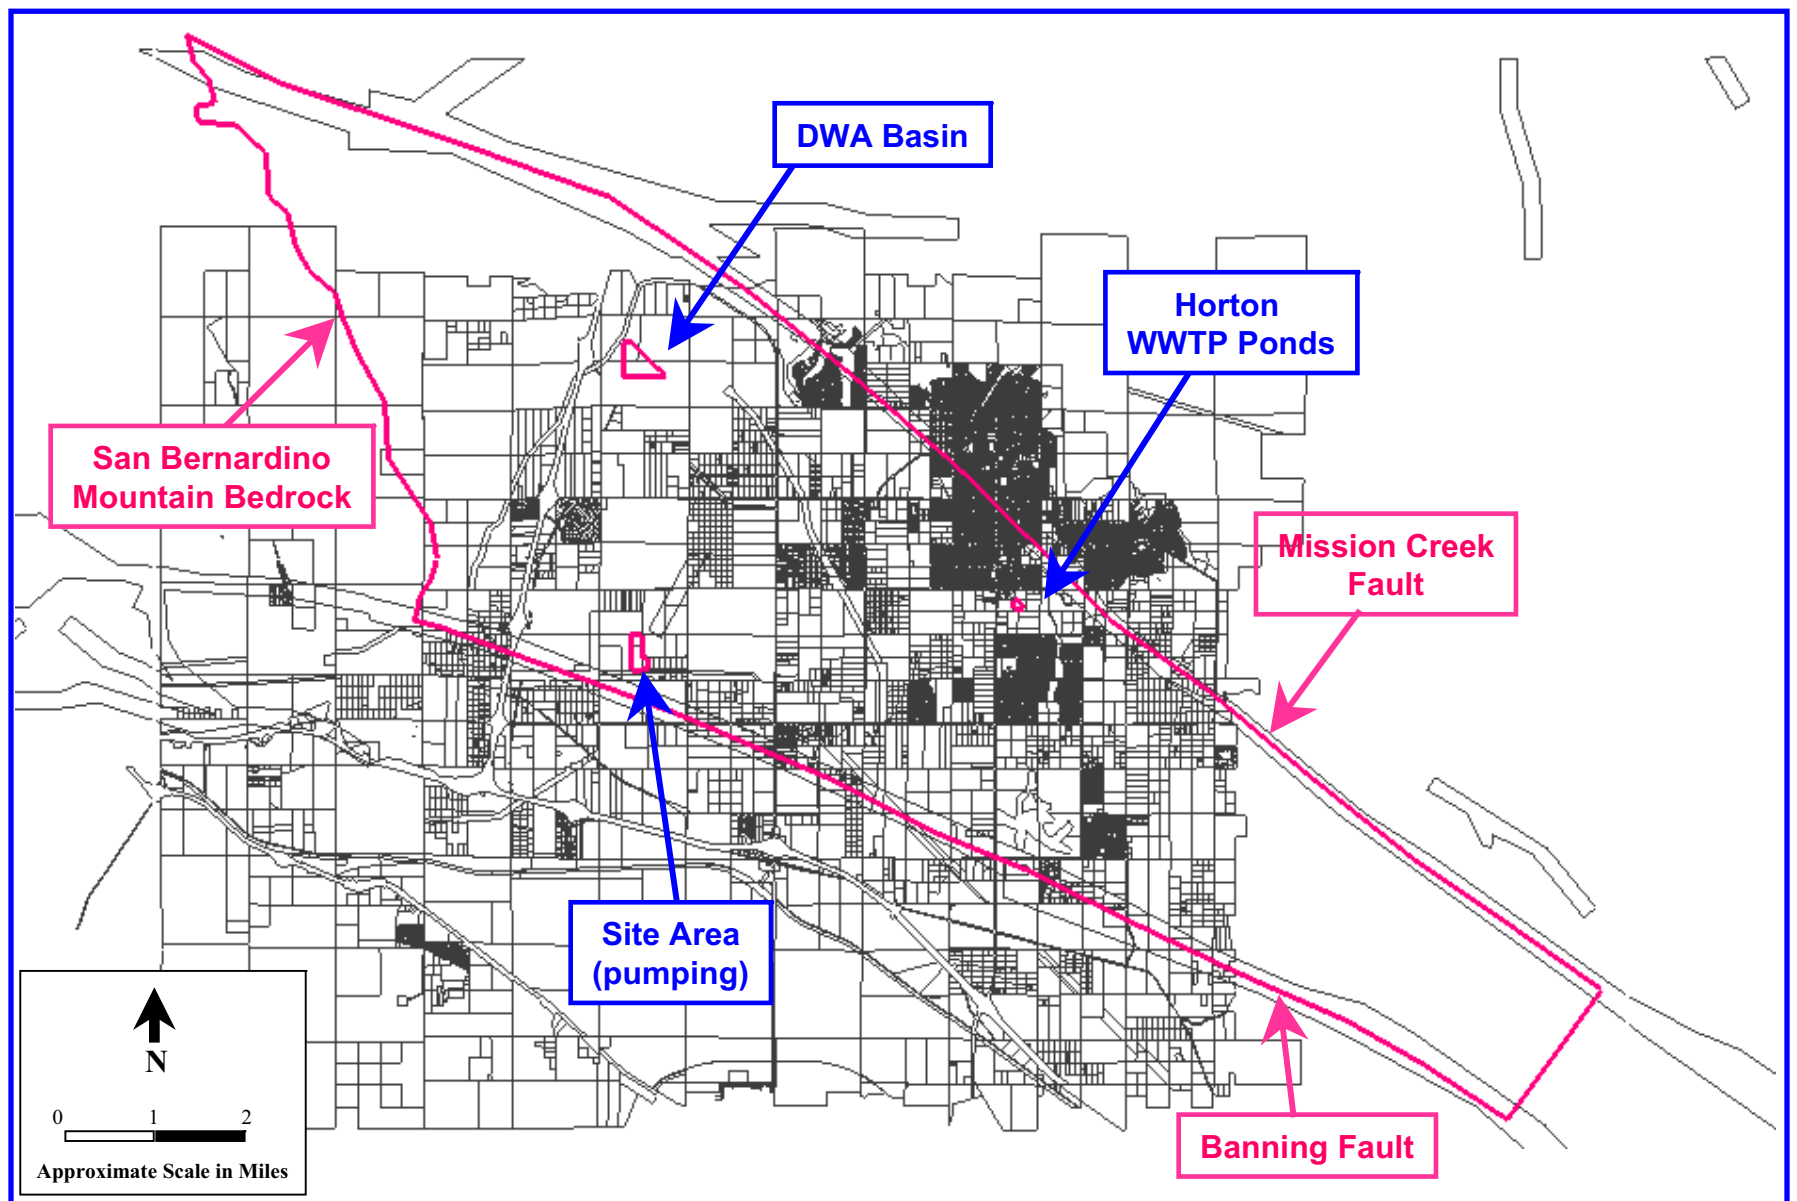 DWA Basin
Horton
WWTP Ponds
San Bernardino
Mountain Bedrock
Mission Creek
Fault
Site Area
(pumping)
Banning Fault
N
0 1 2
Approximate Scale in Miles